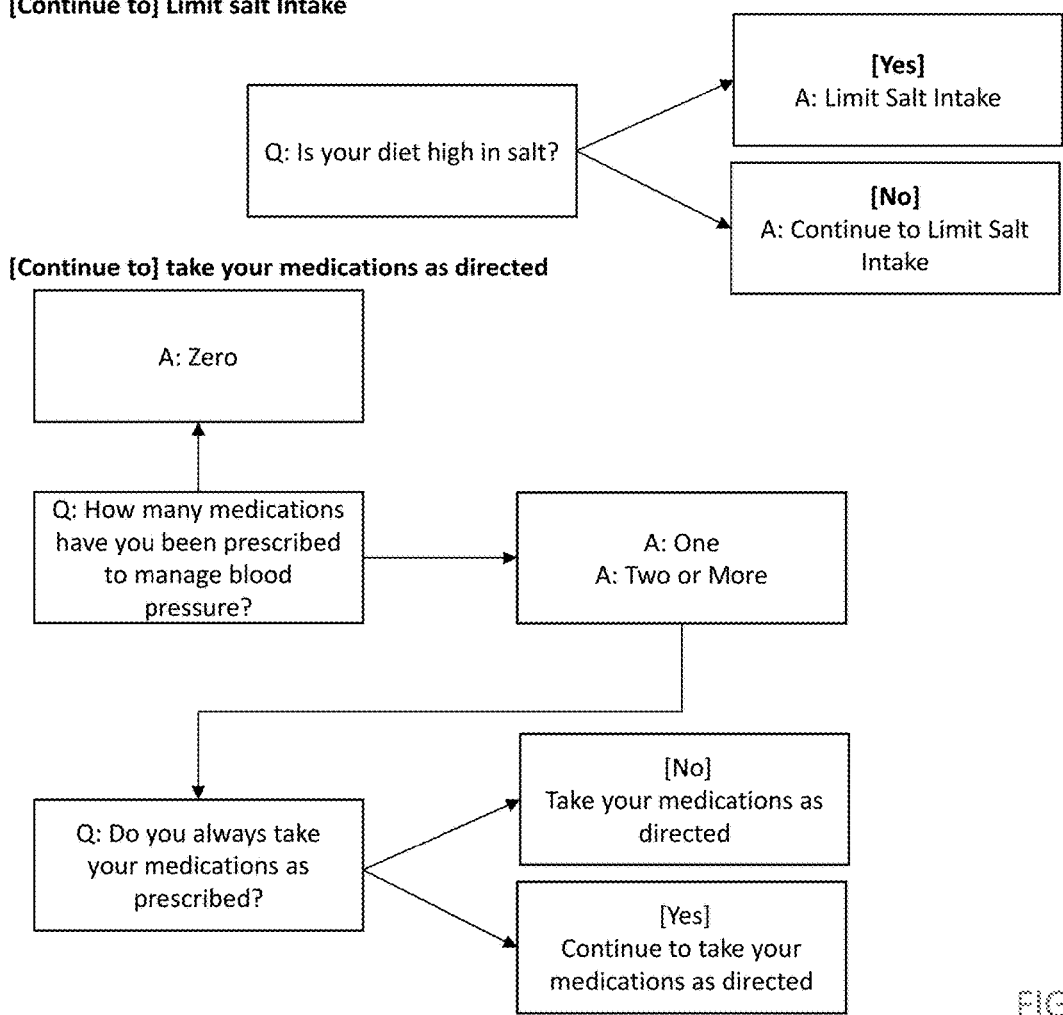 [Continue to] Limit salt Intake
[Yes]
A: Limit Salt Intake
Q: Is your diet high in salt?
[No]
A: Continue to Limit Salt
Intake
[Continue to] take your medications as directed
A: Zero
Q: How many medications
have you been prescribed
to manage blood
pressure?
A: One
A: Two or More
[No]
Take your medications as
directed
Q: Do you always take
your medications as
prescribed?
[Yes]
Continue to take your
medications as directed
FIG